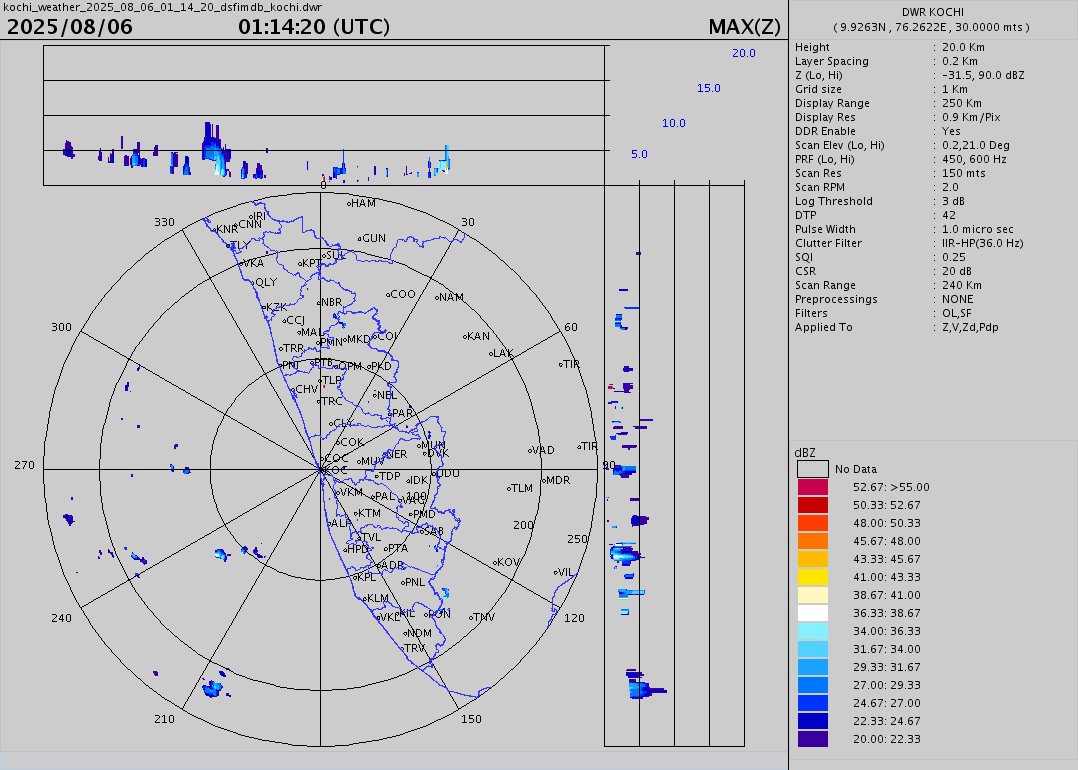 kochi_weather_2025_08_06_01_14_20_dsfimdb_kochi.dwr
2025/08/06 01:14:20 (UTC) MAX(Z)
20.0
15.0
10.0
5.0
0
HAM
330 IRI 30
KNR CNN
TLY GUN
VKA KPT SUL
QLY
COO NAM
KZK NBR
CCJ
300 MAL 60
PMN MKD COI KAN
TRR LAK
PNI PTB OPM PKD TIR
TLP
CHV NEL
TRC
PAR
CLY
COK MUN TIR
NER DVK VAD
COC MUV
270 KOC 90
TDP UDU
IDK MDR
VKM PAL 100 VAG TLM
KTM PMD
ALP 200
SAB
TVL 250
HPD PTA
ADR KOV
KPL PNL VIL
KLM
240 VKL KIL PUN TNV 120
NDM
TRV
210 150
DWR KOCHI
( 9.9263N , 76.2622E , 30.0000 mts )
Height : 20.0 Km
Layer Spacing : 0.2 Km
Z (Lo, Hi) : -31.5, 90.0 dBZ
Grid size : 1 Km
Display Range : 250 Km
Display Res : 0.9 Km/Pix
DDR Enable : Yes
Scan Elev (Lo, Hi) : 0.2,21.0 Deg
PRF (Lo, Hi) : 450, 600 Hz
Scan Res : 150 mts
Scan RPM : 2.0
Log Threshold : 3 dB
DTP : 42
Pulse Width : 1.0 micro sec
Clutter Filter : IIR-HP(36.0 Hz)
SQI : 0.25
CSR : 20 dB
Scan Range : 240 Km
Preprocessings : NONE
Filters : OL,SF
Applied To : Z,V,Zd,Pdp
dBZ
No Data
52.67: >55.00
50.33: 52.67
48.00: 50.33
45.67: 48.00
43.33: 45.67
41.00: 43.33
38.67: 41.00
36.33: 38.67
34.00: 36.33
31.67: 34.00
29.33: 31.67
27.00: 29.33
24.67: 27.00
22.33: 24.67
20.00: 22.33